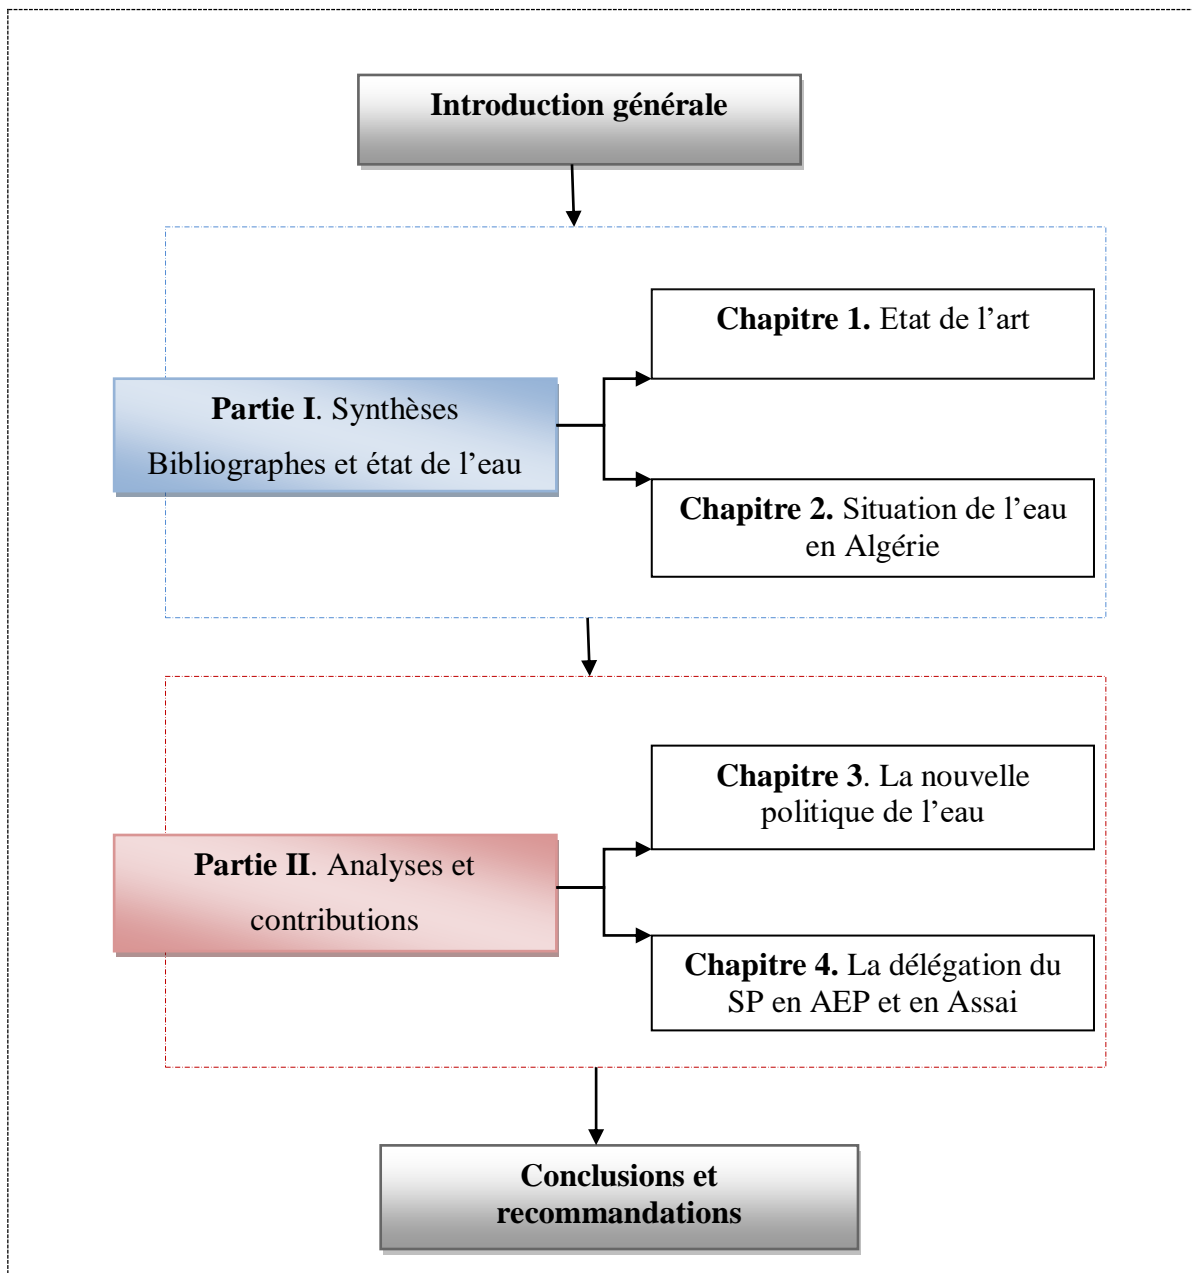 Introduction générale
Chapitre 1. Etat de l’art
Partie I. Synthèses
Bibliographes et état de l’eau
Chapitre 2. Situation de l’eau
en Algérie
Chapitre 3. La nouvelle
politique de l’eau
Partie II. Analyses et
contributions
Chapitre 4. La délégation du
SP en AEP et en Assai
Conclusions et
recommandations